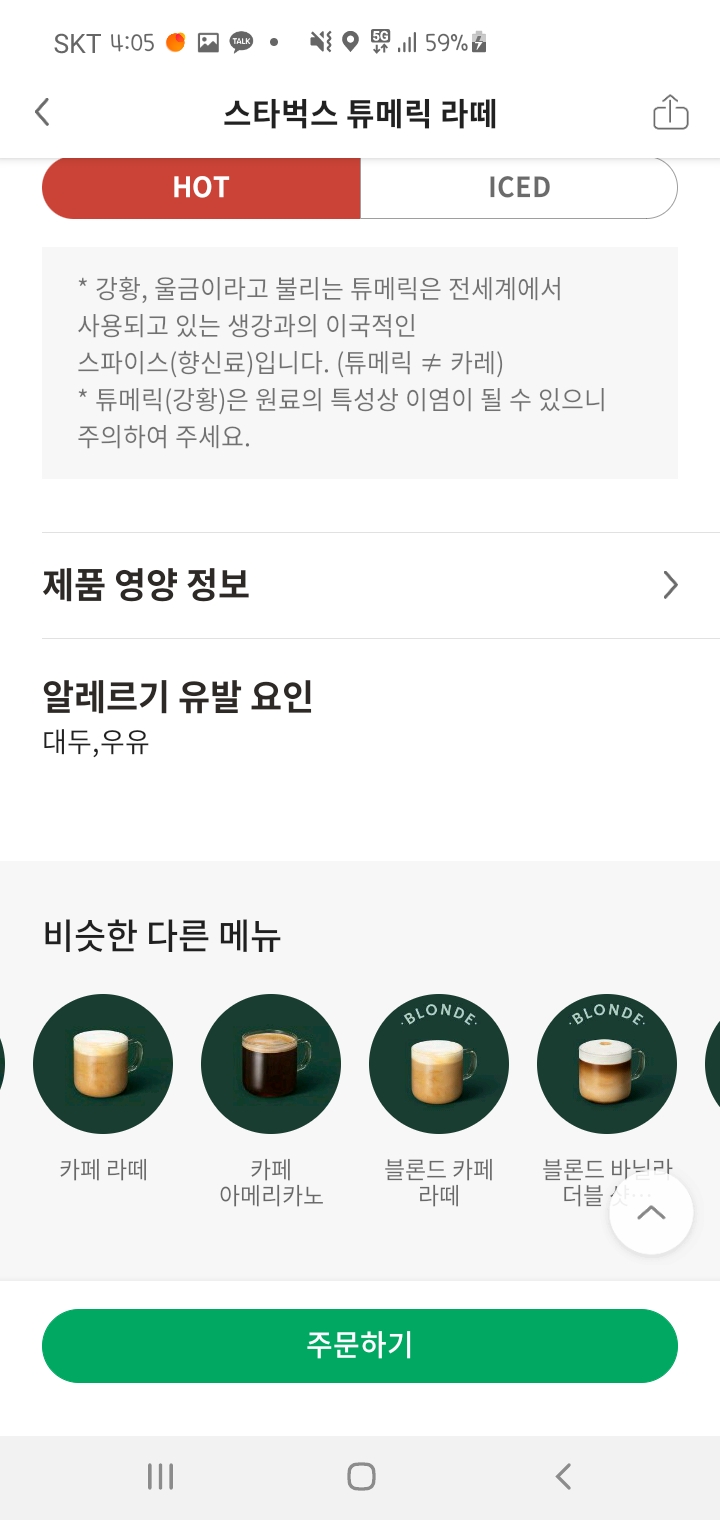 SKT 4:05 TALK 5G 59%
스타벅스 튜메릭 라떼
HOT ICED
* 강황, 울금이라고 불리는 튜메릭은 전세계에서
사용되고 있는 생강과의 이국적인
스파이스(향신료)입니다. (튜메릭 ≠ 카레)
* 튜메릭(강황)은 원료의 특성상 이염이 될 수 있으니
주의하여 주세요.
제품 영양 정보
알레르기 유발 요인
대두,우유
비슷한 다른 메뉴
·BLONDE· ·BLONDE·
카페 라떼
카페
아메리카노
블론드 카페
라떼
블론드 바닐라
더블 샷…
주문하기